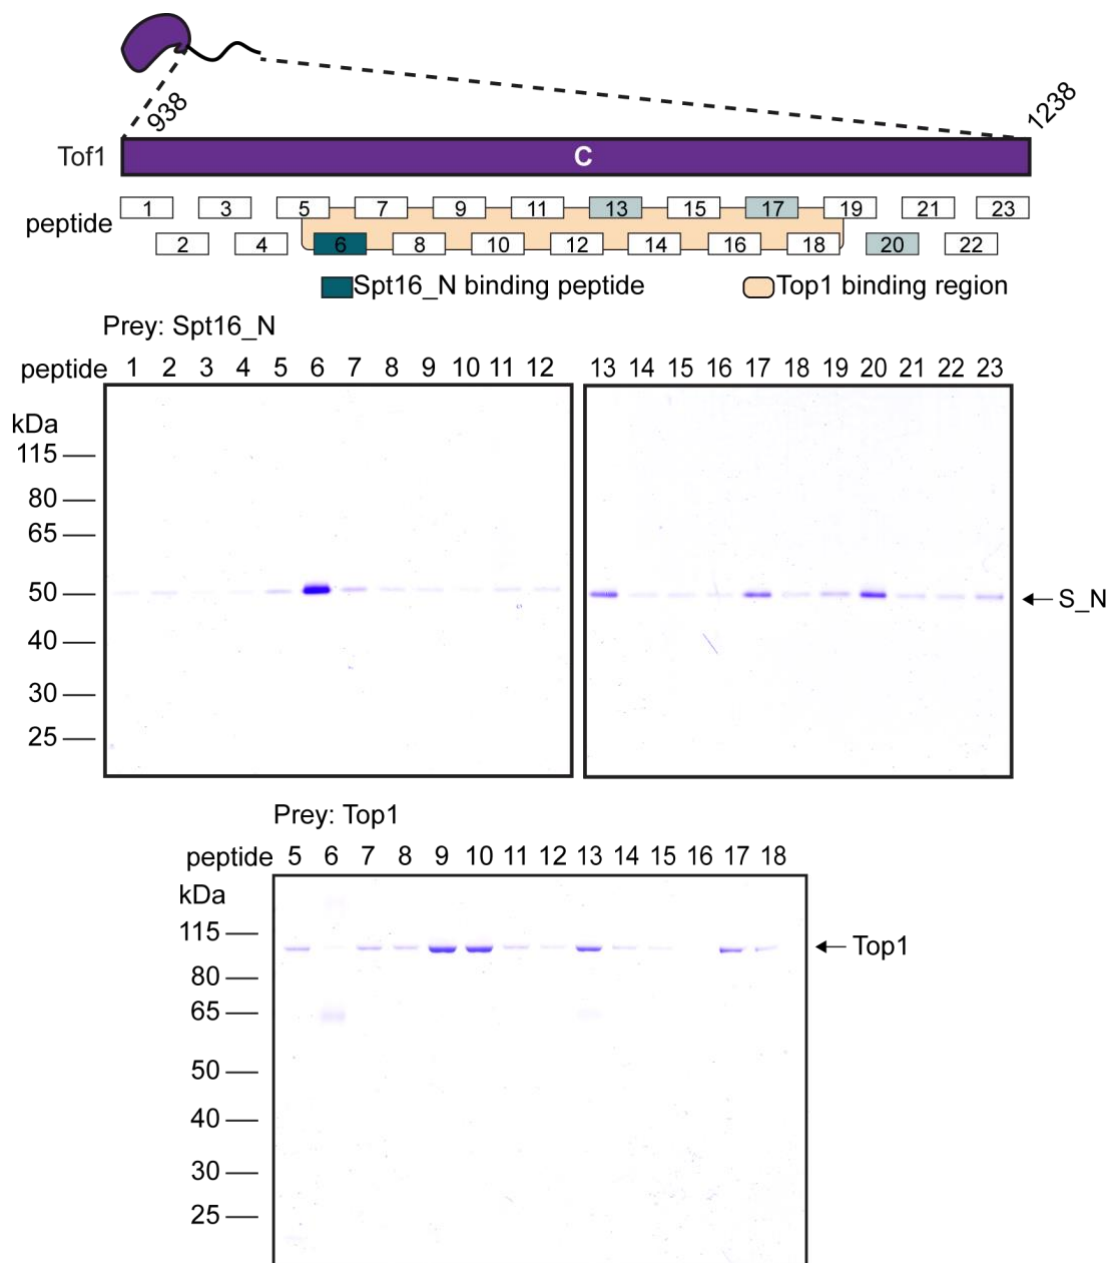 938
1238
Tof1
C
peptide
1 3 5 7 9 11 13 15 17 19 21 23
2 4 6 8 10 12 14 16 18 20 22
Spt16_N binding peptide
Top1 binding region
Prey: Spt16_N
peptide 1 2 3 4 5 6 7 8 9 10 11 12 13 14 15 16 17 18 19 20 21 22 23
kDa
115
80
65
50
S_N
40
30
25
Prey: Top1
peptide 5 6 7 8 9 10 11 12 13 14 15 16 17 18
kDa
115
Top1
80
65
50
40
30
25